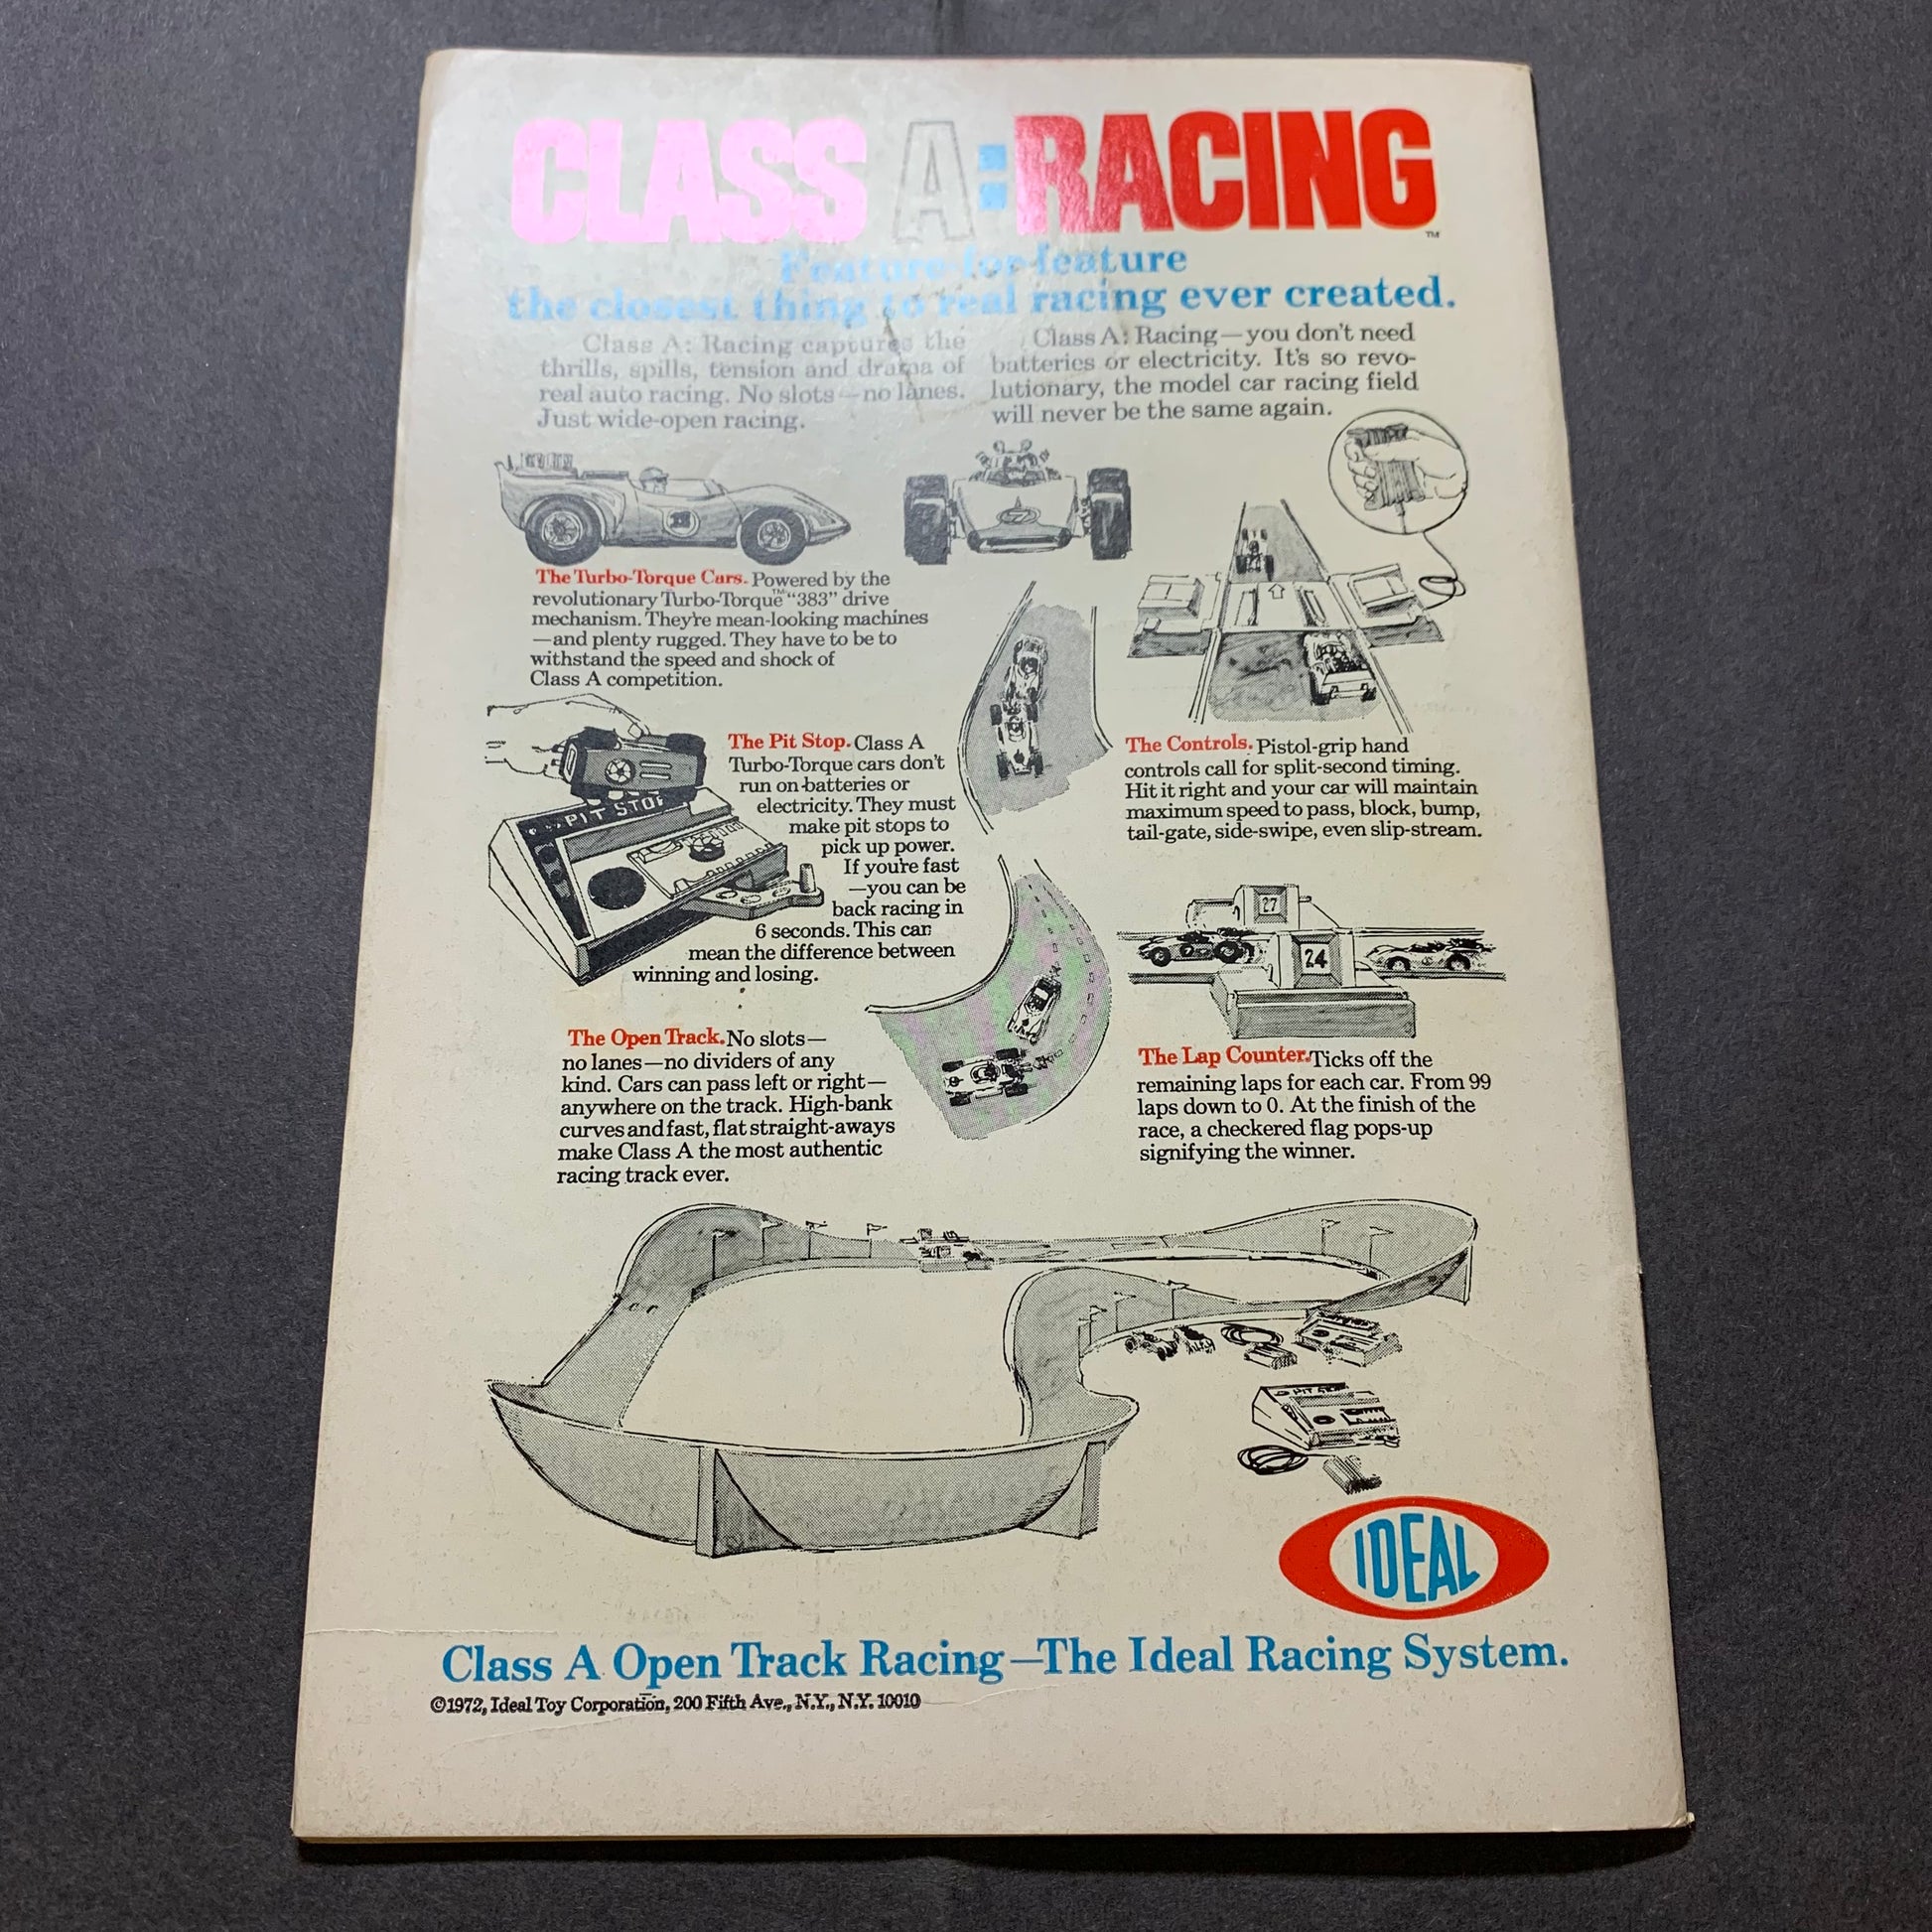 CLASS A:RACING
TM
Feature-for-feature
the closest thing to real racing ever created.
Class A: Racing captures the
thrills, spills, tension and drama of
real auto racing. No slots—no lanes.
Just wide-open racing.
Class A: Racing—you don't need
batteries or electricity. It's so revo-
lutionary, the model car racing field
will never be the same again.
The Turbo-Torque Cars. Powered by the
revolutionary Turbo-Torque™ "383" drive
mechanism. They're mean-looking machines
—and plenty rugged. They have to be to
withstand the speed and shock of
Class A competition.
PIT STOP
The Pit Stop. Class A
Turbo-Torque cars don't
run on batteries or
electricity. They must
make pit stops to
pick up power.
If you're fast
—you can be
back racing in
6 seconds. This can
mean the difference between
winning and losing.
The Controls. Pistol-grip hand
controls call for split-second timing.
Hit it right and your car will maintain
maximum speed to pass, block, bump,
tail-gate, side-swipe, even slip-stream.
27
24
The Open Track. No slots—
no lanes—no dividers of any
kind. Cars can pass left or right—
anywhere on the track. High-bank
curves and fast, flat straight-aways
make Class A the most authentic
racing track ever.
The Lap Counter. Ticks off the
remaining laps for each car. From 99
laps down to 0. At the finish of the
race, a checkered flag pops-up
signifying the winner.
IDEAL
Class A Open Track Racing—The Ideal Racing System.
©1972, Ideal Toy Corporation, 200 Fifth Ave., N.Y., N.Y. 10010